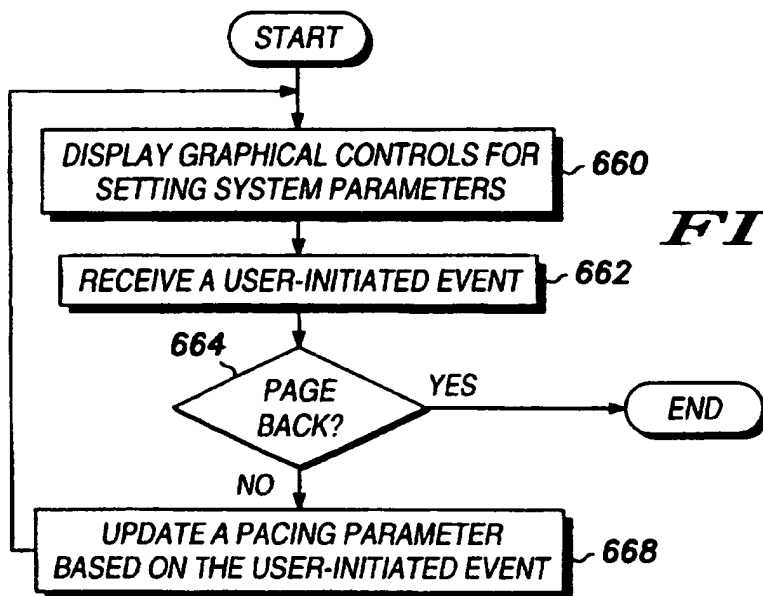 START
DISPLAY GRAPHICAL CONTROLS FOR
SETTING SYSTEM PARAMETERS
660
FI
RECEIVE A USER-INITIATED EVENT
662
664
PAGE
BACK?
YES
END
NO
UPDATE A PACING PARAMETER
BASED ON THE USER-INITIATED EVENT
668